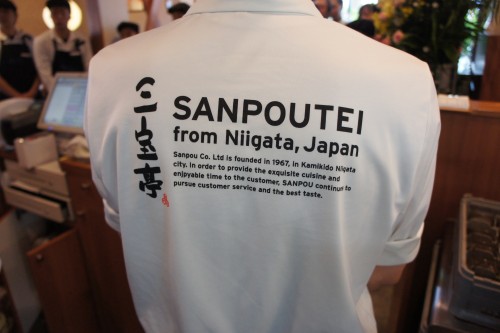 三宝亭
SANPOUTEI
from Niigata, Japan
Sanpou Co. Ltd is founded in 1967, in Kamikido Nigata
city. In order to provide the exquisite cuisine and
enjoyable time to the customer, SANPOU continue to
pursue customer service and the best taste.